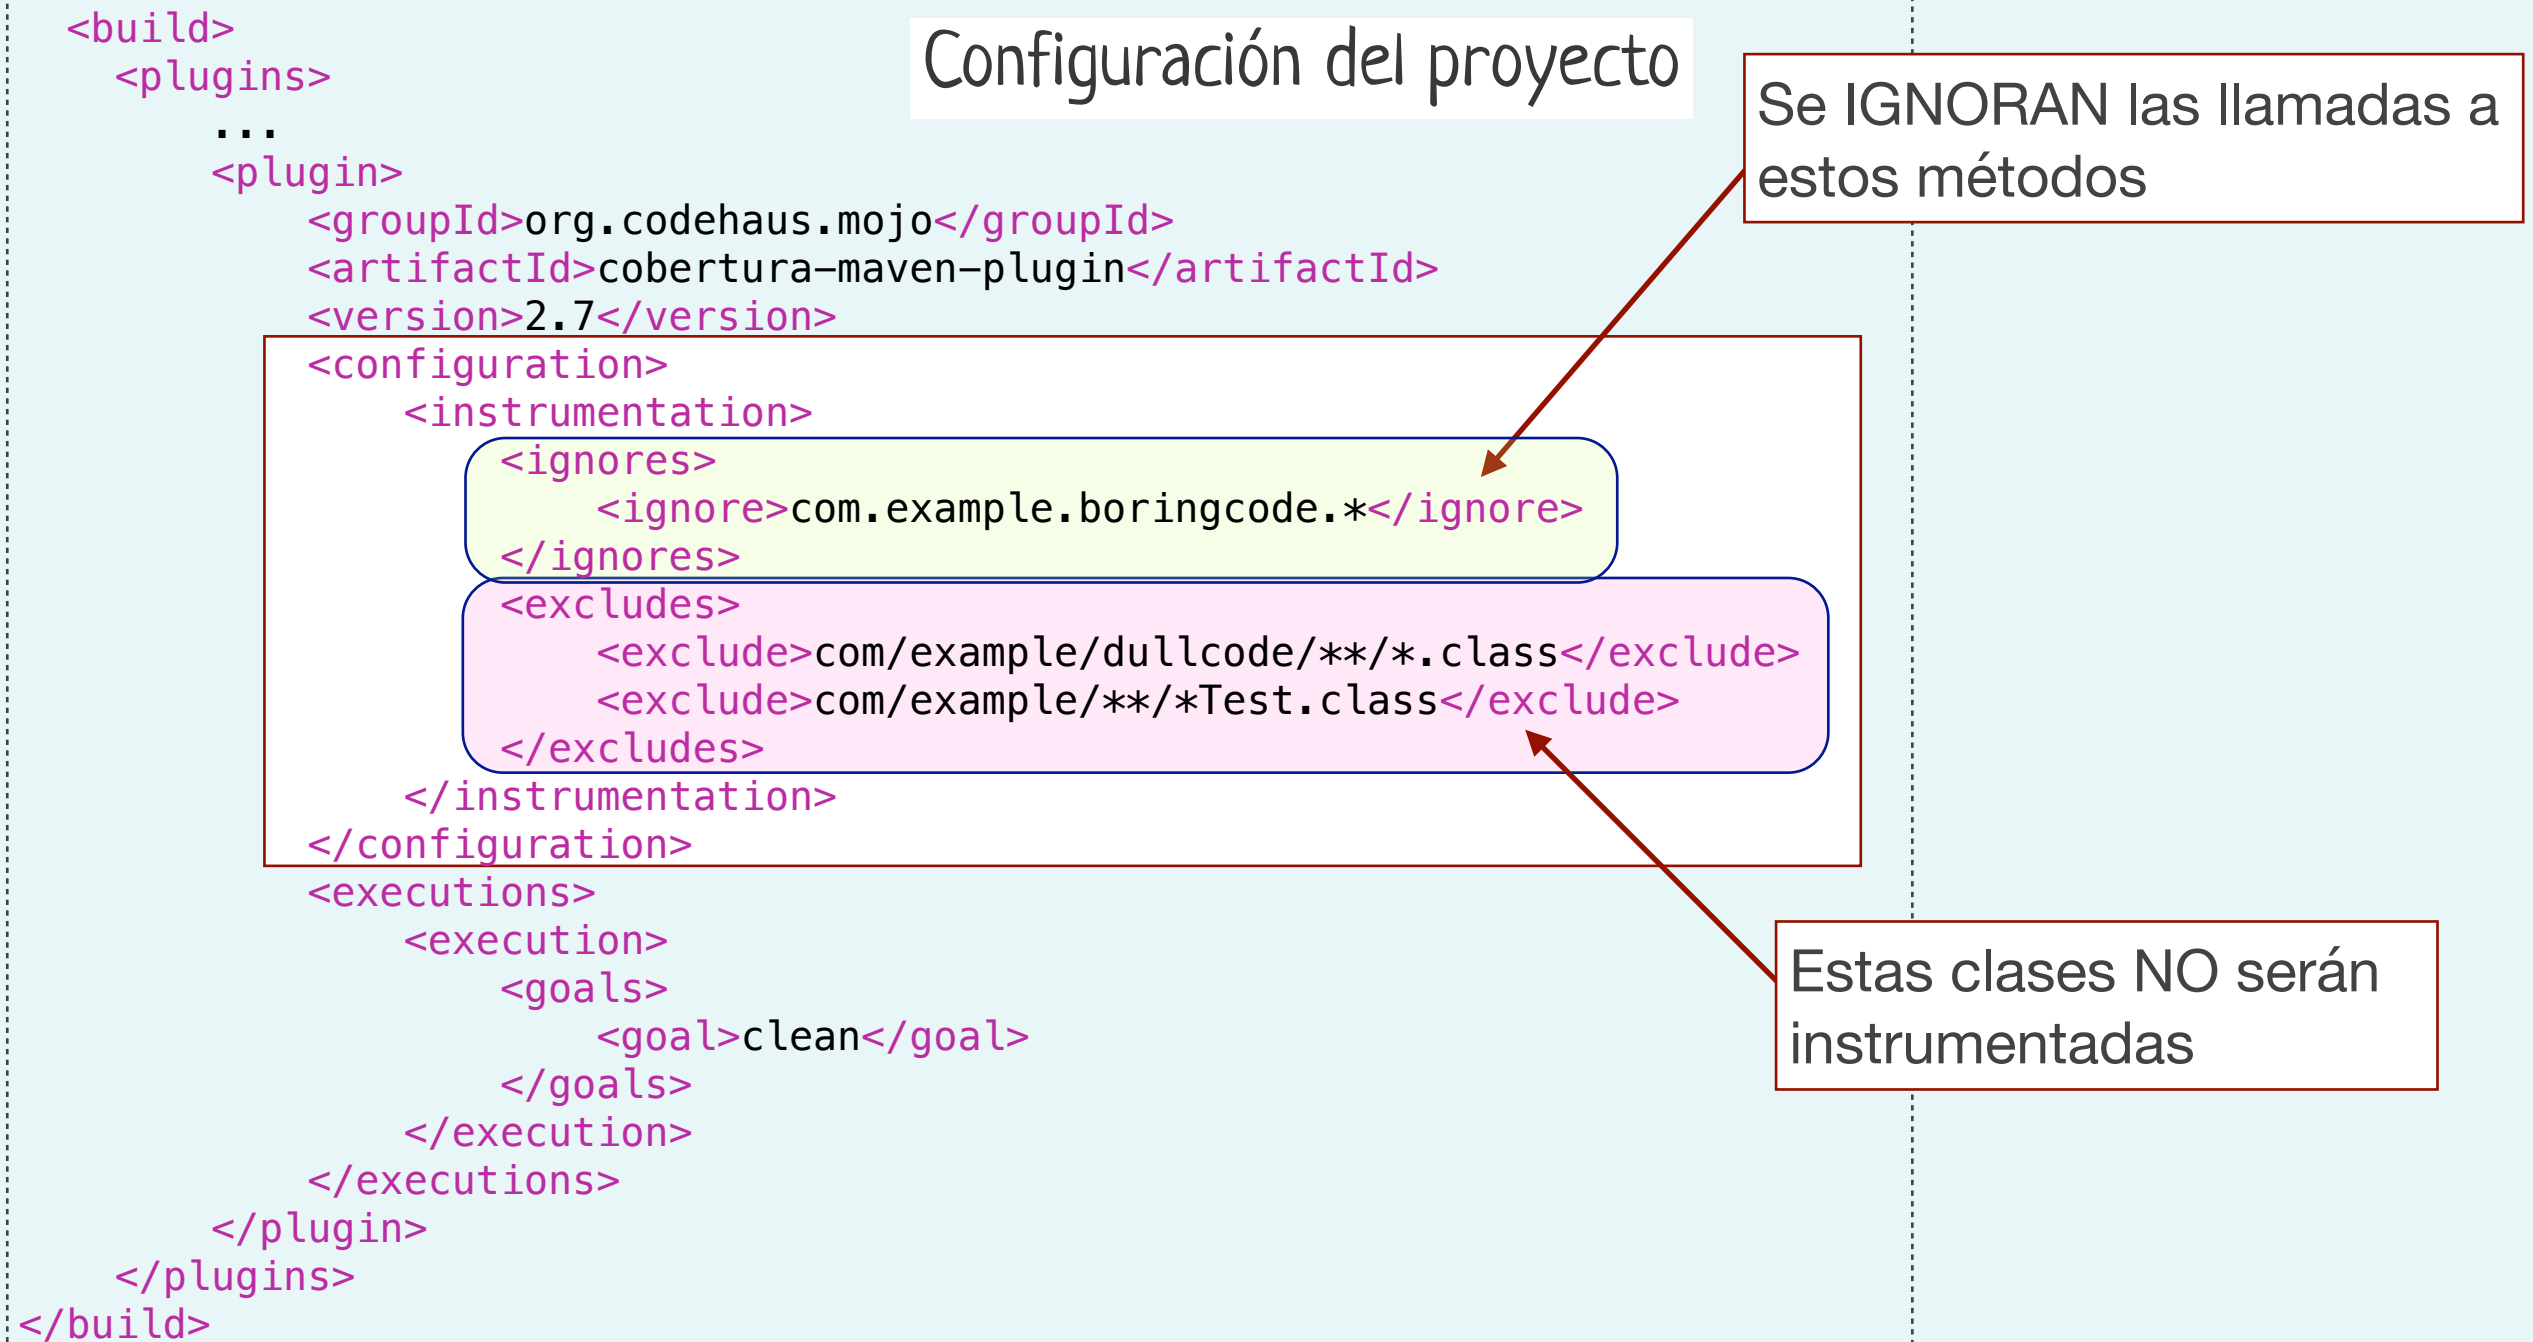 <build>
Configuración del proyecto
<plugins>
Se IGNORAN las llamadas a
estos métodos
...
<plugin>
<groupId>org.codehaus.mojo</groupId>
<artifactId>cobertura-maven-plugin</artifactId>
<version>2.7</version>
<configuration>
<instrumentation>
<ignores>
<ignore>com.example.boringcode.*</ignore>
</ignores>
<excludes>
<exclude>com/example/dullcode/**/*.class</exclude>
<exclude>com/example/**/*Test.class</exclude>
</excludes>
</instrumentation>
</configuration>
<executions>
<execution>
<goals>
<goal>clean</goal>
</goals>
</execution>
</executions>
</plugin>
</plugins>
</build>
Estas clases NO serán
instrumentadas